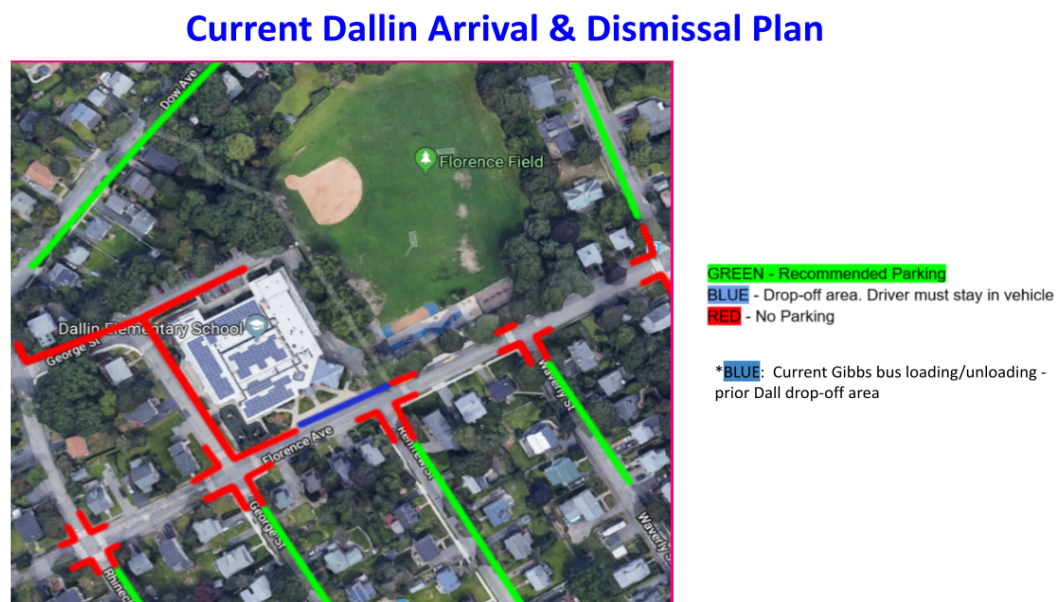 Current Dallin Arrival & Dismissal Plan
Dow Ave
Florence Field
GREEN - Recommended Parking
BLUE - Drop-off area. Driver must stay in vehicle
RED - No Parking
Dallin Elementary School
George St
*BLUE: Current Gibbs bus loading/unloading -
prior Dall drop-off area
Waverly St
Florence Ave
Renfrew St
George St
Waverly S
Rhinec